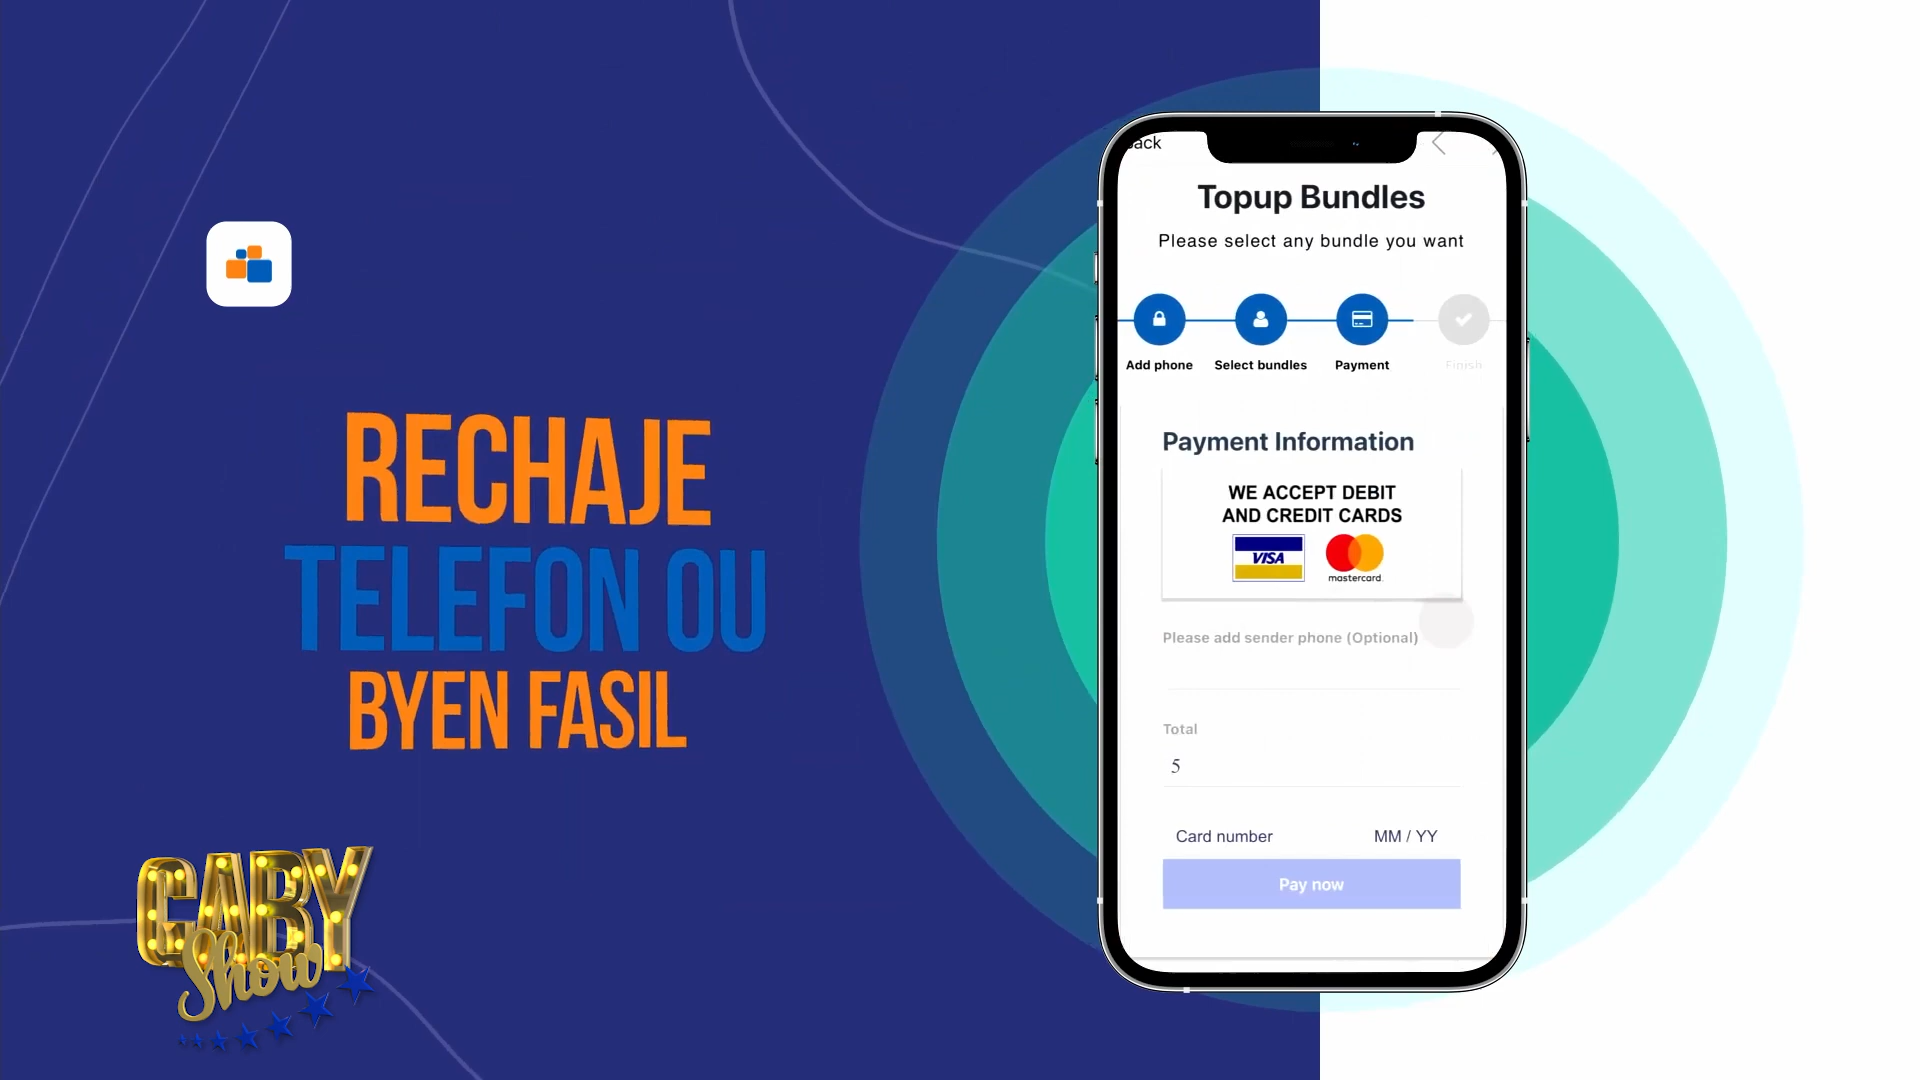 RECHAJE
TELEFON OU
BYEN FASIL
GABY
Show
Topup Bundles
Please select any bundle you want
Add phone
Select bundles
Payment
Finish
Payment Information
WE ACCEPT DEBIT
AND CREDIT CARDS
VISA
mastercard.
Please add sender phone (Optional)
Total
5
Card number MM / YY
Pay now